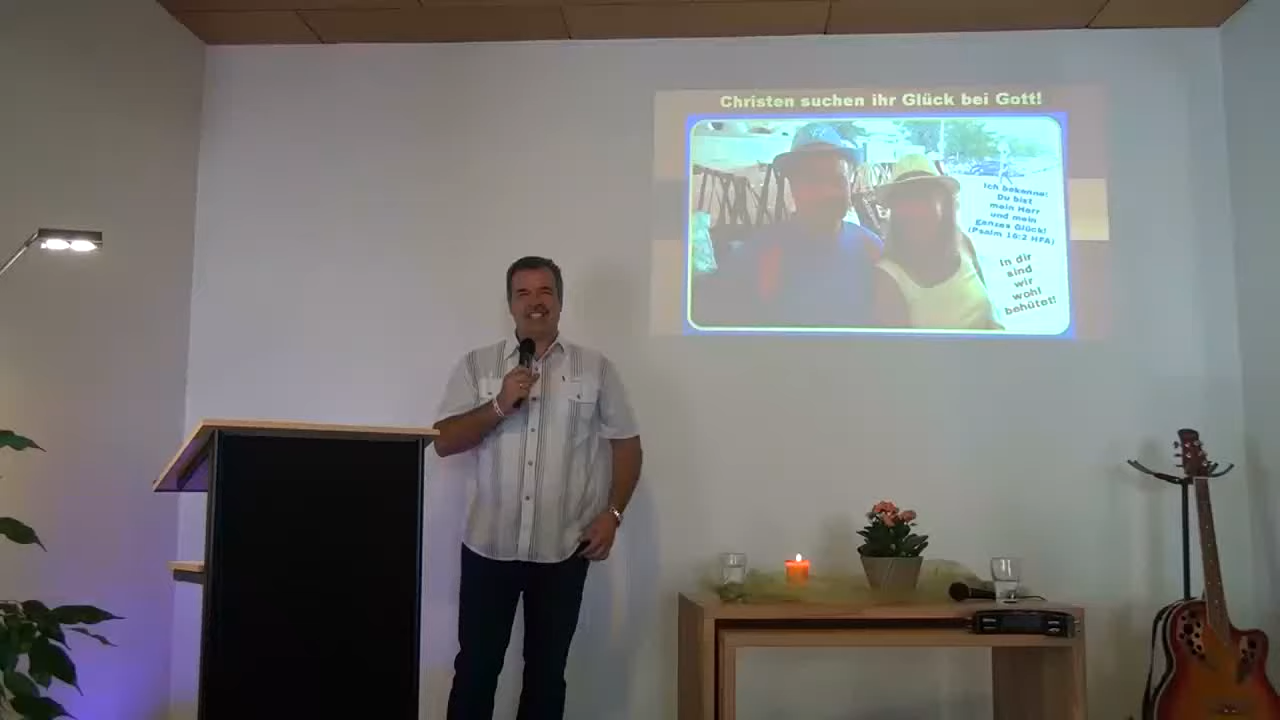 Christen suchen ihr Glück bei Gott!
Ich bekenne:
Du bist
mein Herr
und mein
ganzes Glück!
(Psalm 16:2 HFA)
In dir
sind
wir
wohl
behütet!